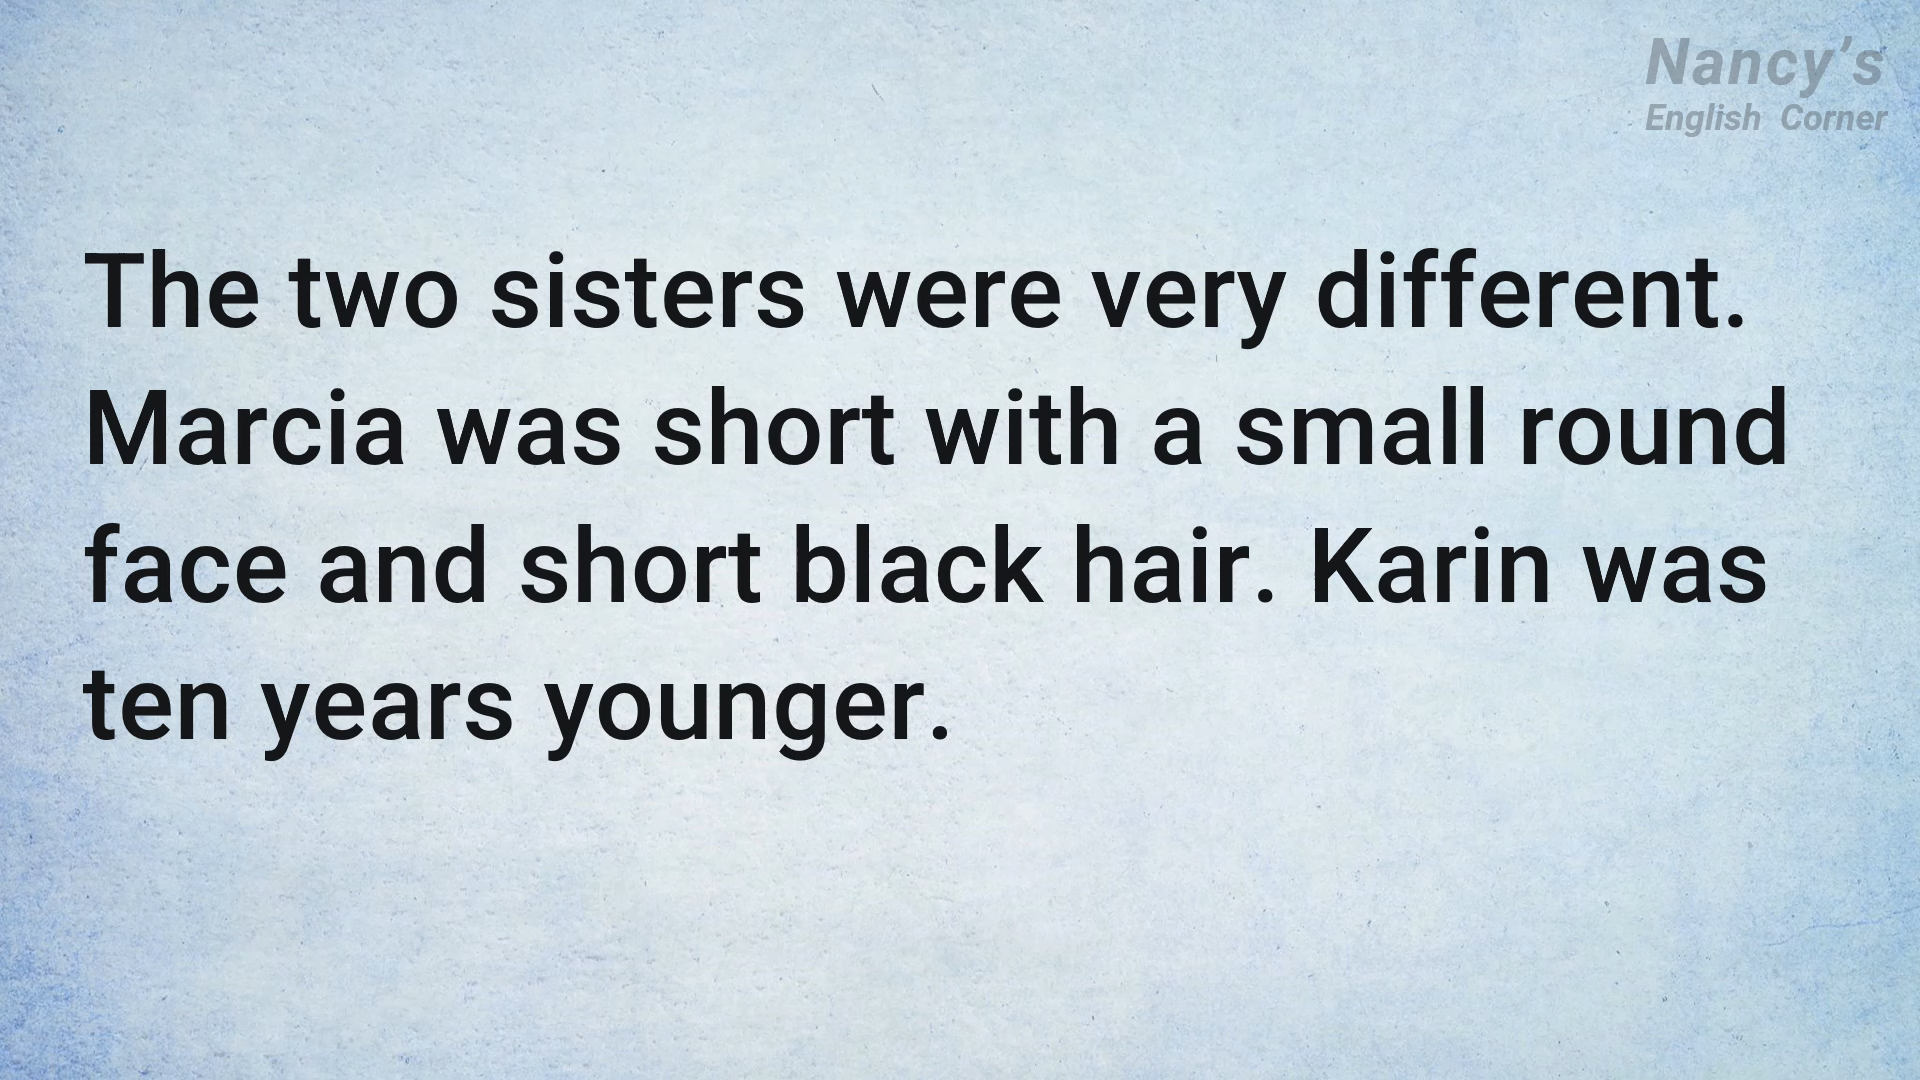 Nancy’s
English Corner
The two sisters were very different.
Marcia was short with a small round
face and short black hair. Karin was
ten years younger.